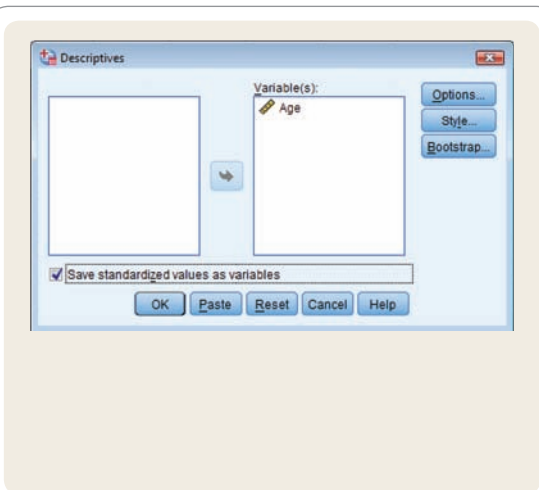 Descriptives
Variable(s):
Age
Options...
Style...
Bootstrap...
Save standardized values as variables
OK Paste Reset Cancel Help